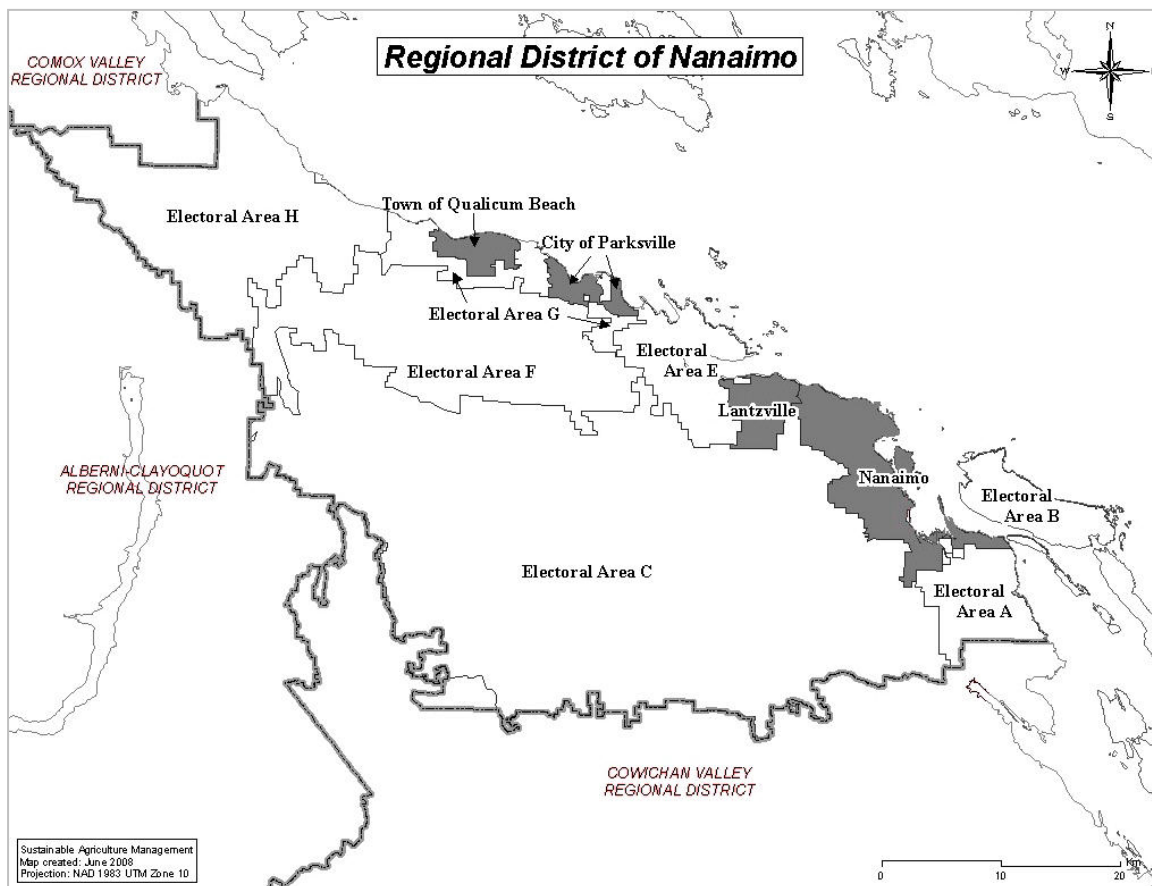 Regional District of Nanaimo
COMOX VALLEY
REGIONAL DISTRICT
N
W
S
Electoral Area H
Town of Qualicum Beach
City of Parksville
Electoral Area G
Electoral
Area E
Electoral Area F
Lantzville
ALBERNI-CLAYOQUOT
REGIONAL DISTRICT
Nanaimo
Electoral
Area B
Electoral Area C
Electoral
Area A
COWICHAN VALLEY
REGIONAL DISTRICT
Sustainable Agriculture Management
Map created: June 2008
Projection: NAD 1983 UTM Zone 10
Km
0
10
20